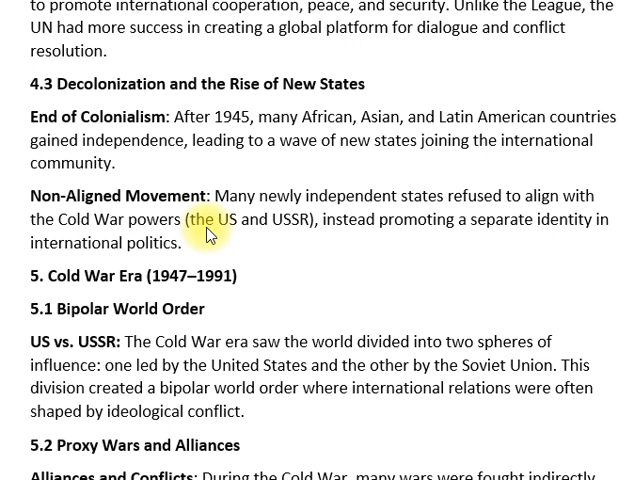 to promote international cooperation, peace, and security. Unlike the League, the
UN had more success in creating a global platform for dialogue and conflict
resolution.
4.3 Decolonization and the Rise of New States
End of Colonialism: After 1945, many African, Asian, and Latin American countries
gained independence, leading to a wave of new states joining the international
community.
Non-Aligned Movement: Many newly independent states refused to align with
the Cold War powers (the US and USSR), instead promoting a separate identity in
international politics.
5. Cold War Era (1947–1991)
5.1 Bipolar World Order
US vs. USSR: The Cold War era saw the world divided into two spheres of
influence: one led by the United States and the other by the Soviet Union. This
division created a bipolar world order where international relations were often
shaped by ideological conflict.
5.2 Proxy Wars and Alliances
Alliances and Conflicts: During the Cold War, many wars were fought indirectly